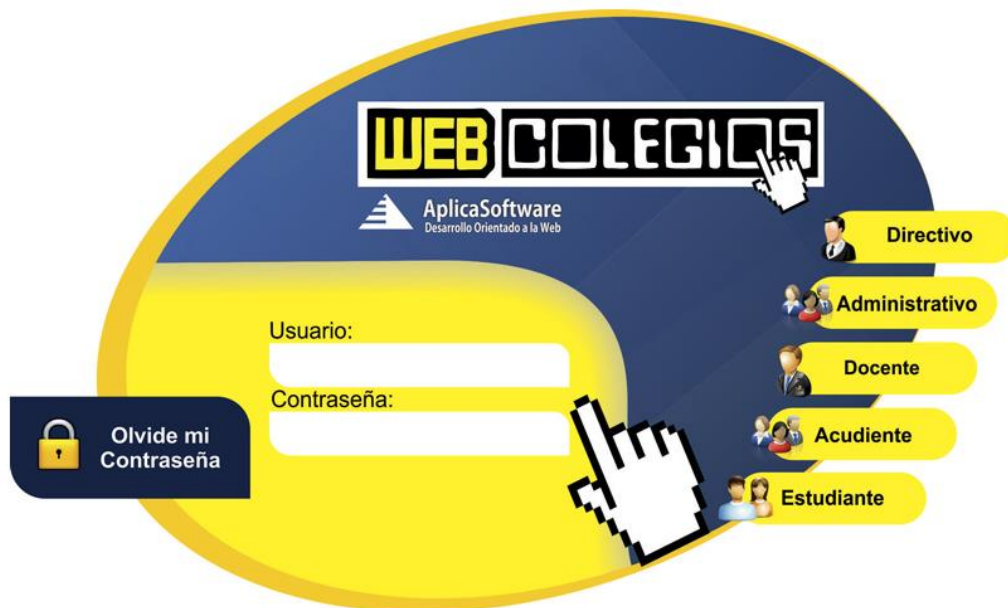 WEB COLEGIOS
AplicaSoftware
Desarrollo Orientado a la Web
Directivo
Administrativo
Docente
Acudiente
Estudiante
Usuario:
Contraseña:
Olvide mi
Contraseña